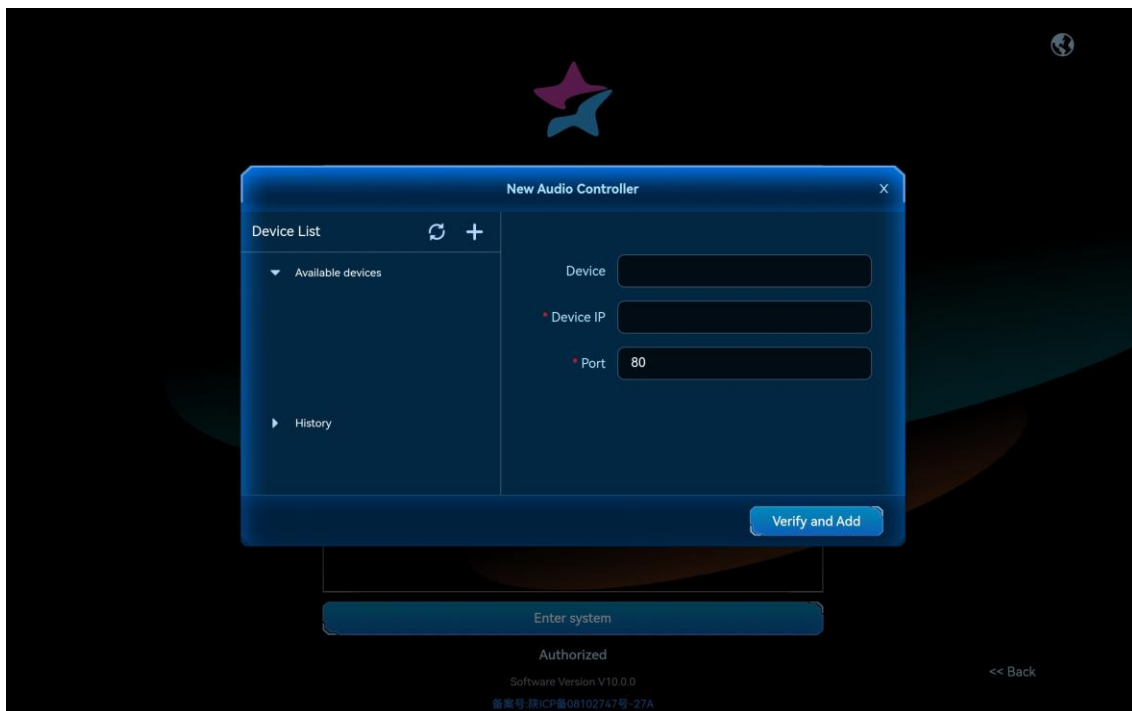 New Audio Controller X
Device List
Available devices
History
Device
* Device IP
* Port 80
Verify and Add
Enter system
Authorized
<< Back
Software Version V10.0.0
备案号:陕ICP备08102747号-27A